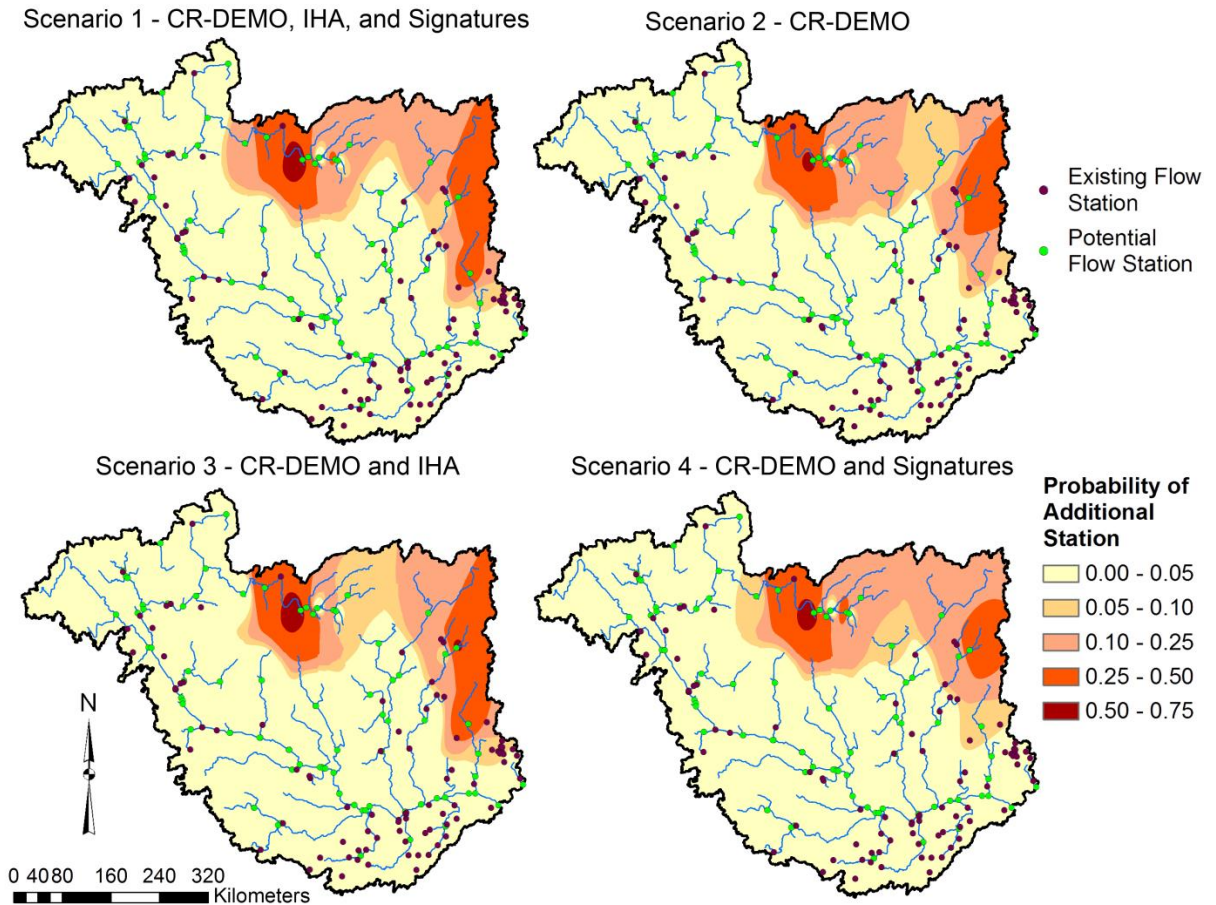 Scenario 1 - CR-DEMO, IHA, and Signatures
Scenario 2 - CR-DEMO
Existing Flow
Station
Potential
Flow Station
Scenario 3 - CR-DEMO and IHA
Scenario 4 - CR-DEMO and Signatures
Probability of
Additional
Station
0.00 - 0.05
0.05 - 0.10
0.10 - 0.25
0.25 - 0.50
0.50 - 0.75
N
0 40 80 160 240 320
Kilometers